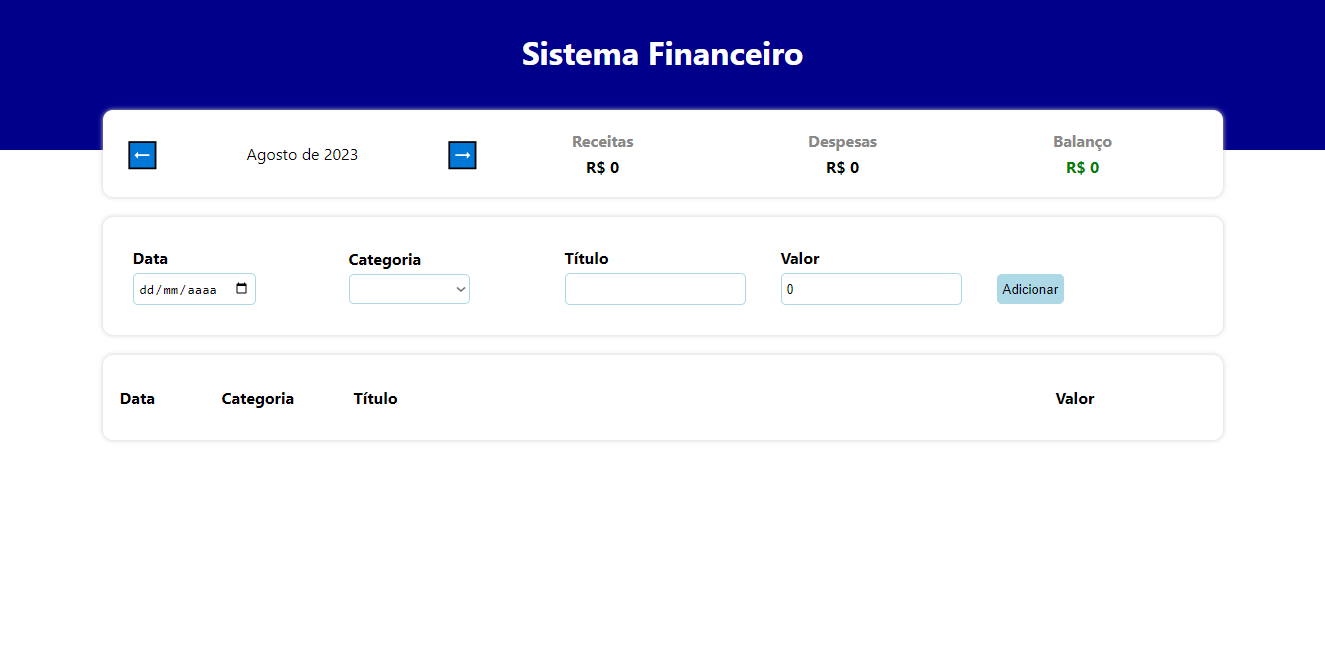 Sistema Financeiro
← Agosto de 2023 → Receitas Despesas Balanço
R$ 0 R$ 0 R$ 0
Data Categoria Título Valor
dd/mm/aaaa 0 Adicionar
Data Categoria Título Valor